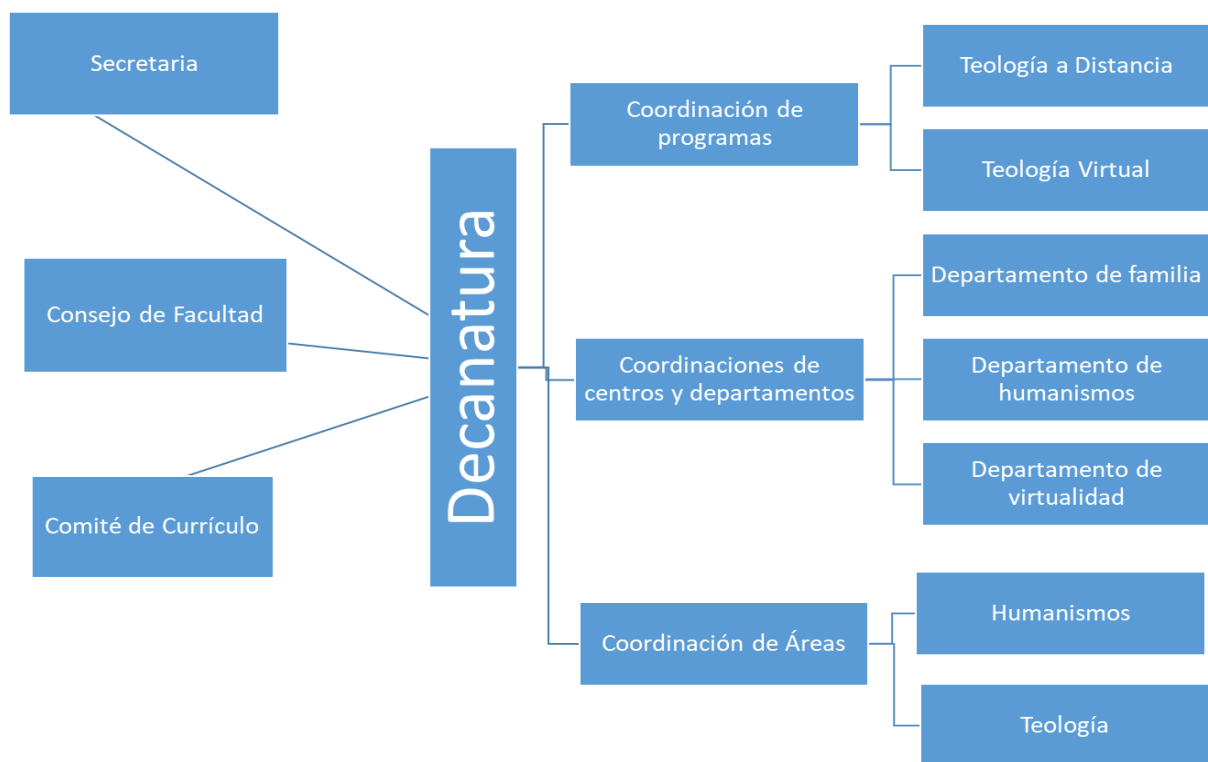 Secretaria
Consejo de Facultad
Comité de Currículo
Decanatura
Coordinación de
programas
Teología a Distancia
Teología Virtual
Coordinaciones de
centros y departamentos
Departamento de familia
Departamento de
humanismos
Departamento de
virtualidad
Coordinación de Áreas
Humanismos
Teología